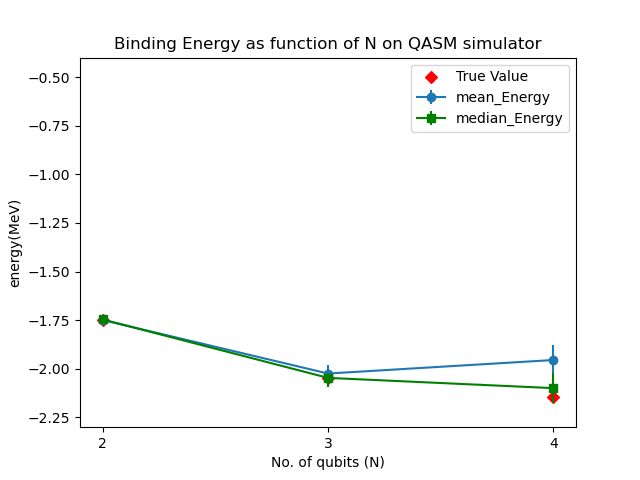 Binding Energy as function of N on QASM simulator
True Value
mean_Energy
median_Energy
energy(MeV)
−0.50
−0.75
−1.00
−1.25
−1.50
−1.75
−2.00
−2.25
2
3
4
No. of qubits (N)